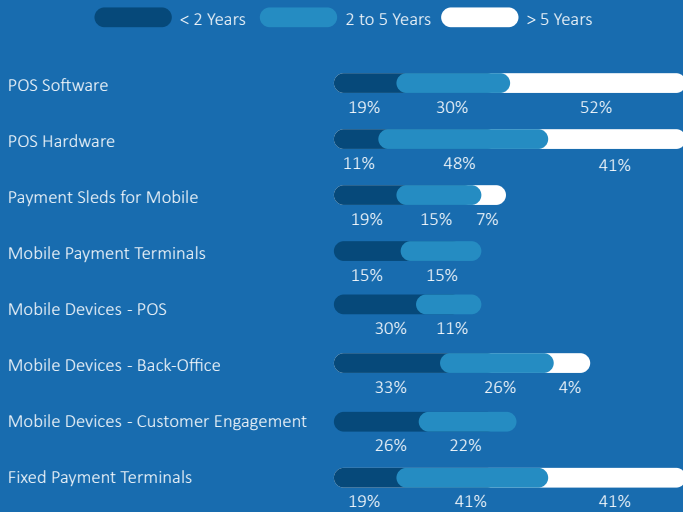 < 2 Years 2 to 5 Years > 5 Years
POS Software
19% 30% 52%
POS Hardware
11% 48% 41%
Payment Sleds for Mobile
19% 15% 7%
Mobile Payment Terminals
15% 15%
Mobile Devices - POS
30% 11%
Mobile Devices - Back-Office
33% 26% 4%
Mobile Devices - Customer Engagement
26% 22%
Fixed Payment Terminals
19% 41% 41%